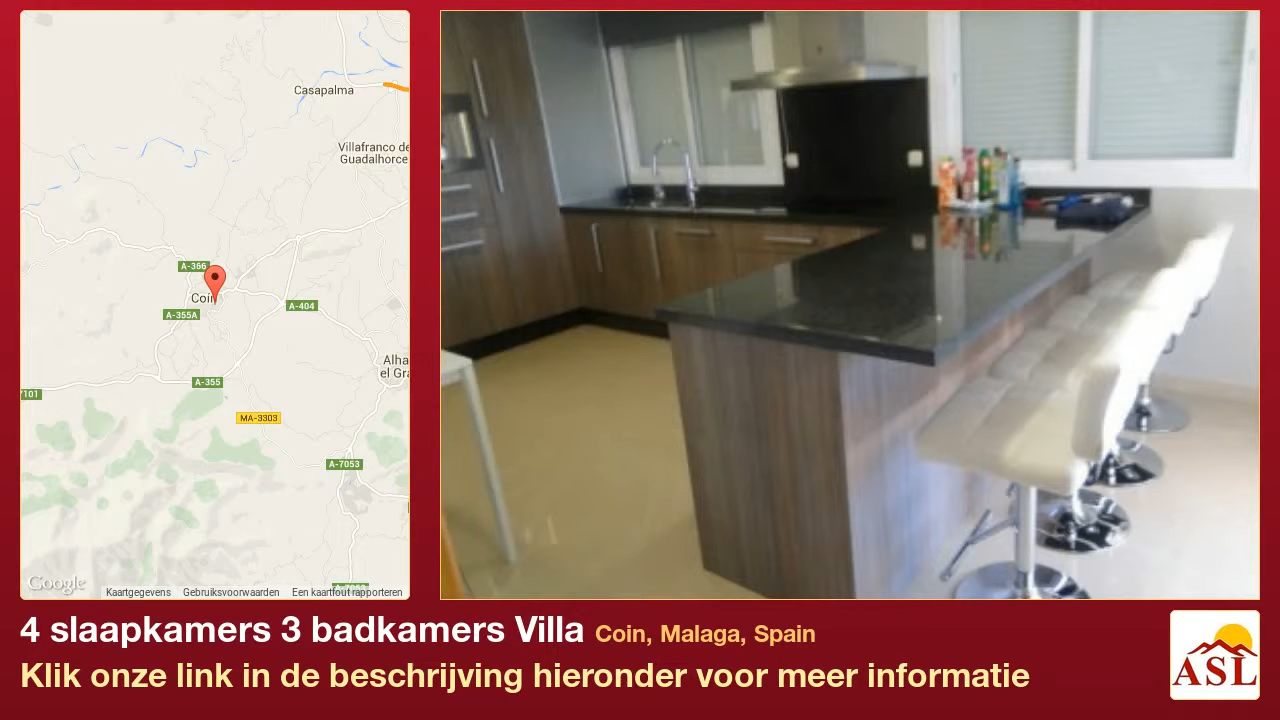 Casapalma
Villafranco de
Guadalhorce
A-366
Coín
A-404
A-355A
Alha
el Gra
A-355
7101
MA-3303
A-7053
Google
Kaartgegevens Gebruiksvoorwaarden Een kaartfout rapporteren
4 slaapkamers 3 badkamers Villa Coin, Malaga, Spain
Klik onze link in de beschrijving hieronder voor meer informatie
ASL